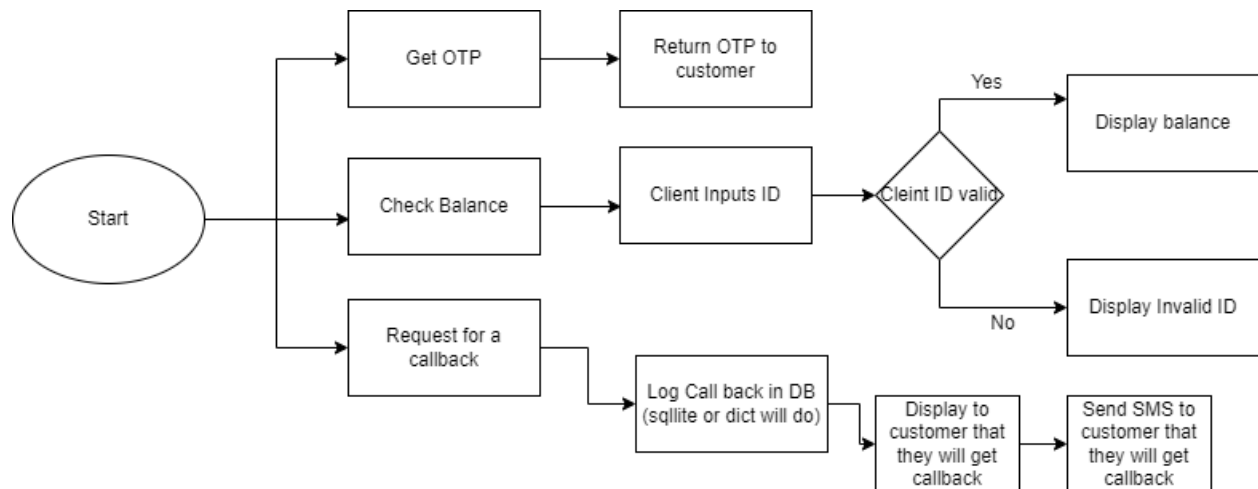 Get OTP
Return OTP to
customer
Yes
Display balance
Start
Check Balance
Client Inputs ID
Cleint ID valid
No
Display Invalid ID
Request for a
callback
Log Call back in DB
(sqllite or dict will do)
Display to
customer that
they will get
callback
Send SMS to
customer that
they will get
callback